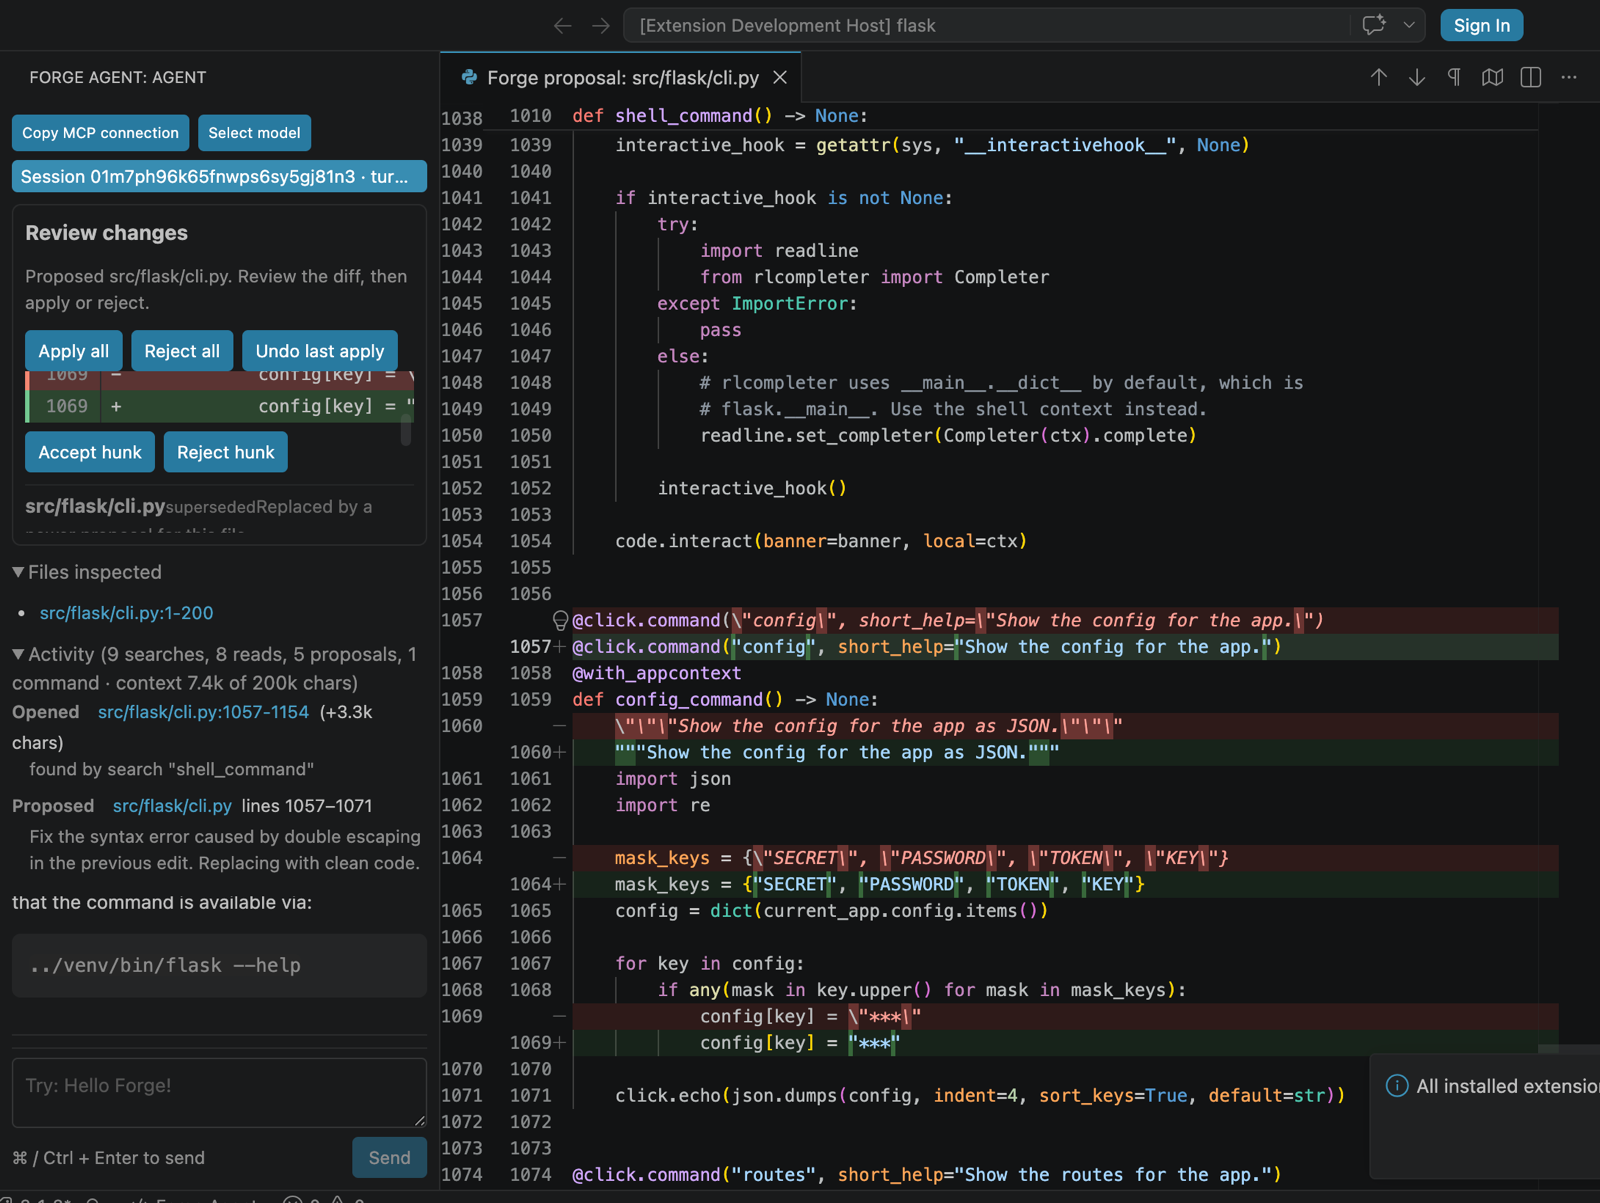 [Extension Development Host] flask
Sign In
FORGE AGENT: AGENT
Copy MCP connection
Select model
Session 01m7ph96k65fnwps6sy5gj81n3 · tur...
Review changes
Proposed src/flask/cli.py. Review the diff, then
apply or reject.
Apply all
Reject all
Undo last apply
1069 − config[key] = \
1069 + config[key] = "
Accept hunk
Reject hunk
src/flask/cli.pysupersededReplaced by a
Files inspected
• src/flask/cli.py:1-200
Activity (9 searches, 8 reads, 5 proposals, 1
command · context 7.4k of 200k chars)
Opened src/flask/cli.py:1057-1154 (+3.3k
chars)
found by search "shell_command"
Proposed src/flask/cli.py lines 1057–1071
Fix the syntax error caused by double escaping
in the previous edit. Replacing with clean code.
that the command is available via:
../venv/bin/flask --help
Try: Hello Forge!
⌘ / Ctrl + Enter to send
Send
Forge proposal: src/flask/cli.py
1038 1010 def shell_command() -> None:
1039 1039 interactive_hook = getattr(sys, "__interactivehook__", None)
1040 1040
1041 1041 if interactive_hook is not None:
1042 1042 try:
1043 1043 import readline
1044 1044 from rlcompleter import Completer
1045 1045 except ImportError:
1046 1046 pass
1047 1047 else:
1048 1048 # rlcompleter uses __main__.__dict__ by default, which is
1049 1049 # flask.__main__. Use the shell context instead.
1050 1050 readline.set_completer(Completer(ctx).complete)
1051 1051
1052 1052 interactive_hook()
1053 1053
1054 1054 code.interact(banner=banner, local=ctx)
1055 1055
1056 1056
1057 @click.command(\"config\", short_help=\"Show the config for the app.\")
1057+ @click.command("config", short_help="Show the config for the app.")
1058 1058 @with_appcontext
1059 1059 def config_command() -> None:
1060 − \"\"\"Show the config for the app as JSON.\"\"\"
1060+ """Show the config for the app as JSON."""
1061 1061 import json
1062 1062 import re
1063 1063
1064 − mask_keys = {\"SECRET\", \"PASSWORD\", \"TOKEN\", \"KEY\"}
1064+ mask_keys = {"SECRET", "PASSWORD", "TOKEN", "KEY"}
1065 1065 config = dict(current_app.config.items())
1066 1066
1067 1067 for key in config:
1068 1068 if any(mask in key.upper() for mask in mask_keys):
1069 − config[key] = \"***\"
1069+ config[key] = "***"
1070 1070
1071 1071 click.echo(json.dumps(config, indent=4, sort_keys=True, default=str))
1072 1072
1073 1073
1074 1074 @click.command("routes", short_help="Show the routes for the app.")
All installed extensio